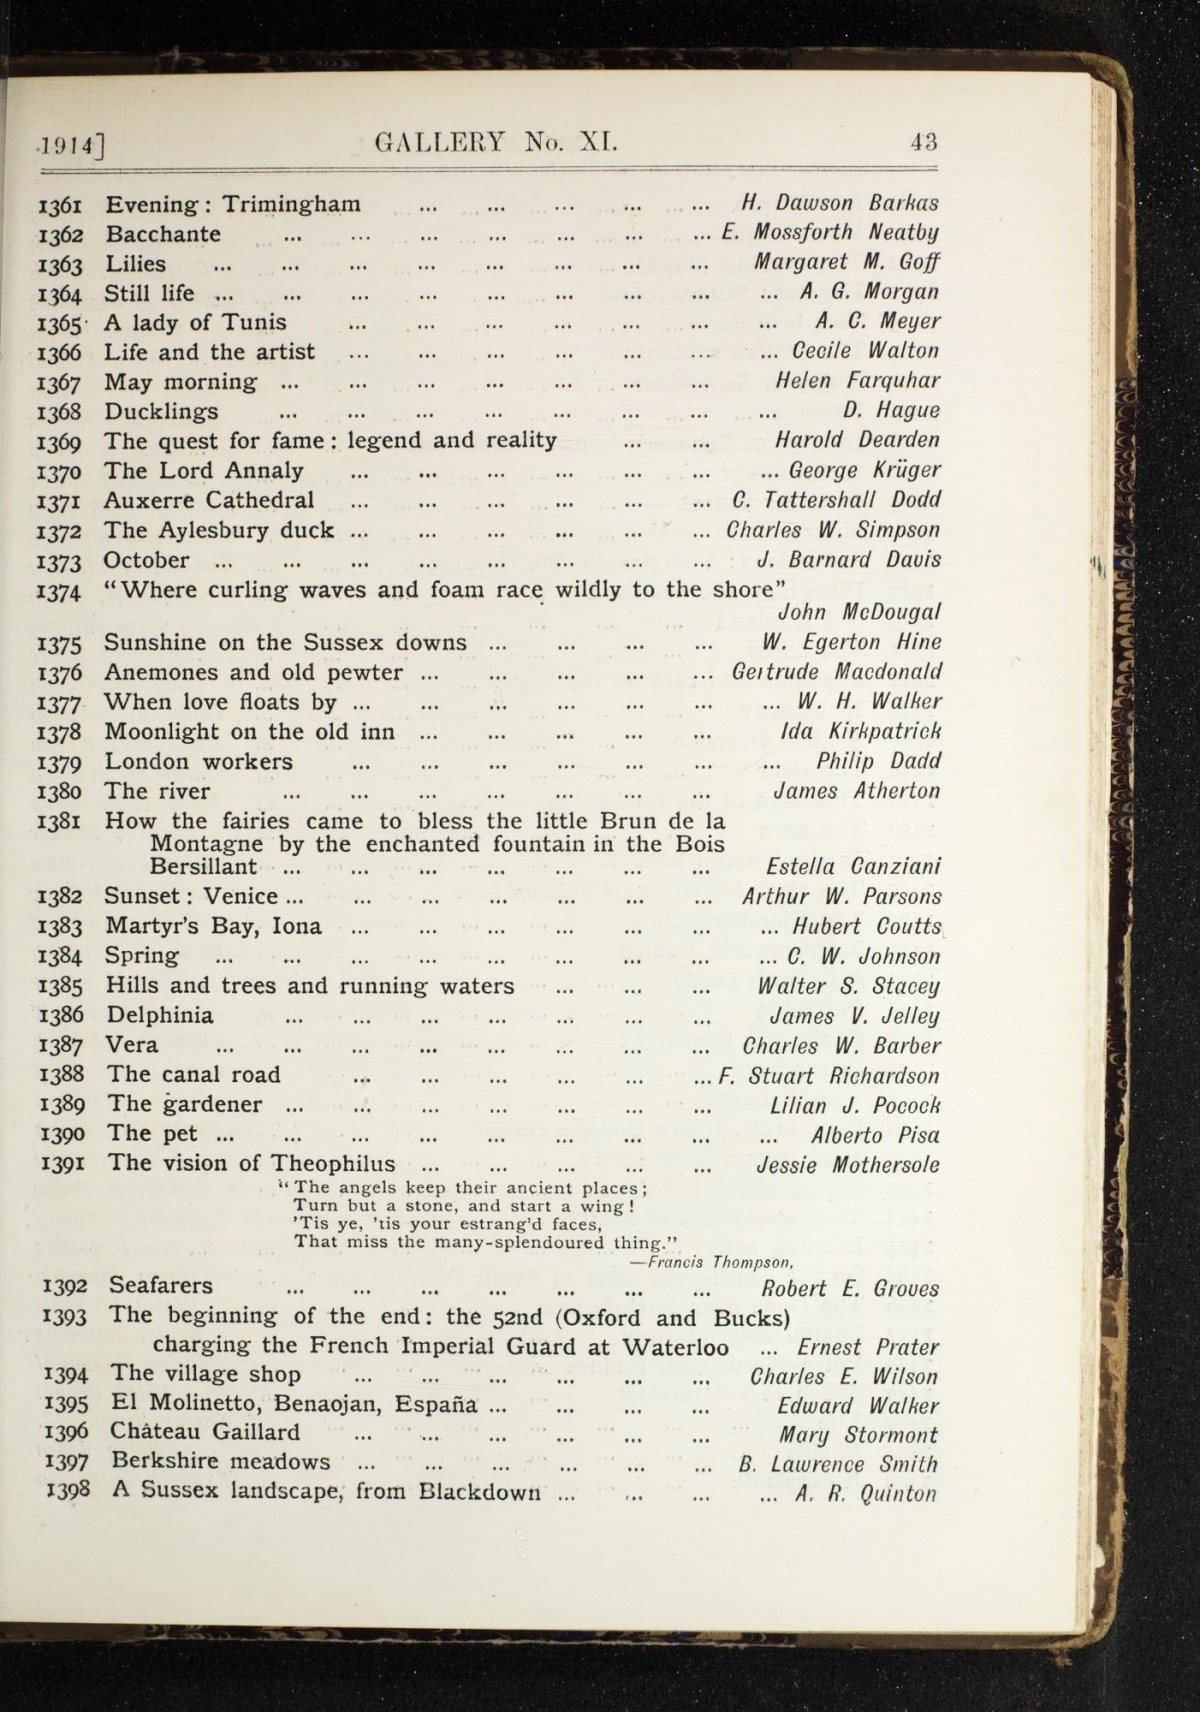 1914] GALLERY No. XI. 43
1361 Evening : Trimingham ... ... ... ... ... H. Dawson Barkas
1362 Bacchante ... ... ... ... ... ... ... E. Mossforth Neatby
1363 Lilies ... ... ... ... ... ... ... ... Margaret M. Goff
1364 Still life ... ... ... ... ... ... ... ... ... A. G. Morgan
1365 A lady of Tunis ... ... ... ... ... ... ... A. C. Meyer
1366 Life and the artist ... ... ... ... ... ... ... Cecile Walton
1367 May morning ... ... ... ... ... ... ... Helen Farquhar
1368 Ducklings ... ... ... ... ... ... ... ... D. Hague
1369 The quest for fame : legend and reality ... ... Harold Dearden
1370 The Lord Annaly ... ... ... ... ... ... ... George Krüger
1371 Auxerre Cathedral ... ... ... ... ... ... C. Tattershall Dodd
1372 The Aylesbury duck ... ... ... ... ... ... Charles W. Simpson
1373 October ... ... ... ... ... ... ... ... J. Barnard Davis
1374 “Where curling waves and foam race wildly to the shore”
John McDougal
1375 Sunshine on the Sussex downs ... ... ... ... W. Egerton Hine
1376 Anemones and old pewter ... ... ... ... ... Gertrude Macdonald
1377 When love floats by ... ... ... ... ... ... ... W. H. Walker
1378 Moonlight on the old inn ... ... ... ... ... Ida Kirkpatrick
1379 London workers ... ... ... ... ... ... ... Philip Dadd
1380 The river ... ... ... ... ... ... ... James Atherton
1381 How the fairies came to bless the little Brun de la
Montagne by the enchanted fountain in the Bois
Bersillant ... ... ... ... ... ... ... Estella Canziani
1382 Sunset : Venice ... ... ... ... ... ... ... Arthur W. Parsons
1383 Martyr’s Bay, Iona ... ... ... ... ... ... ... Hubert Coutts
1384 Spring ... ... ... ... ... ... ... ... ... C. W. Johnson
1385 Hills and trees and running waters ... ... ... Walter S. Stacey
1386 Delphinia ... ... ... ... ... ... ... James V. Jelley
1387 Vera ... ... ... ... ... ... ... ... Charles W. Barber
1388 The canal road ... ... ... ... ... ... F. Stuart Richardson
1389 The gardener ... ... ... ... ... ... ... Lilian J. Pocock
1390 The pet ... ... ... ... ... ... ... ... ... Alberto Pisa
1391 The vision of Theophilus ... ... ... ... ... Jessie Mothersole
“The angels keep their ancient places ;
Turn but a stone, and start a wing !
’Tis ye, ’tis your estrang’d faces,
That miss the many-splendoured thing.”
—Francis Thompson,
1392 Seafarers ... ... ... ... ... ... ... Robert E. Groves
1393 The beginning of the end : the 52nd (Oxford and Bucks)
charging the French Imperial Guard at Waterloo ... Ernest Prater
1394 The village shop ... ... ... ... ... ... Charles E. Wilson
1395 El Molinetto, Benaojan, España ... ... ... ... Edward Walker
1396 Château Gaillard ... ... ... ... ... ... Mary Stormont
1397 Berkshire meadows ... ... ... ... ... ... B. Lawrence Smith
1398 A Sussex landscape, from Blackdown ... ... ... ... A. R. Quinton